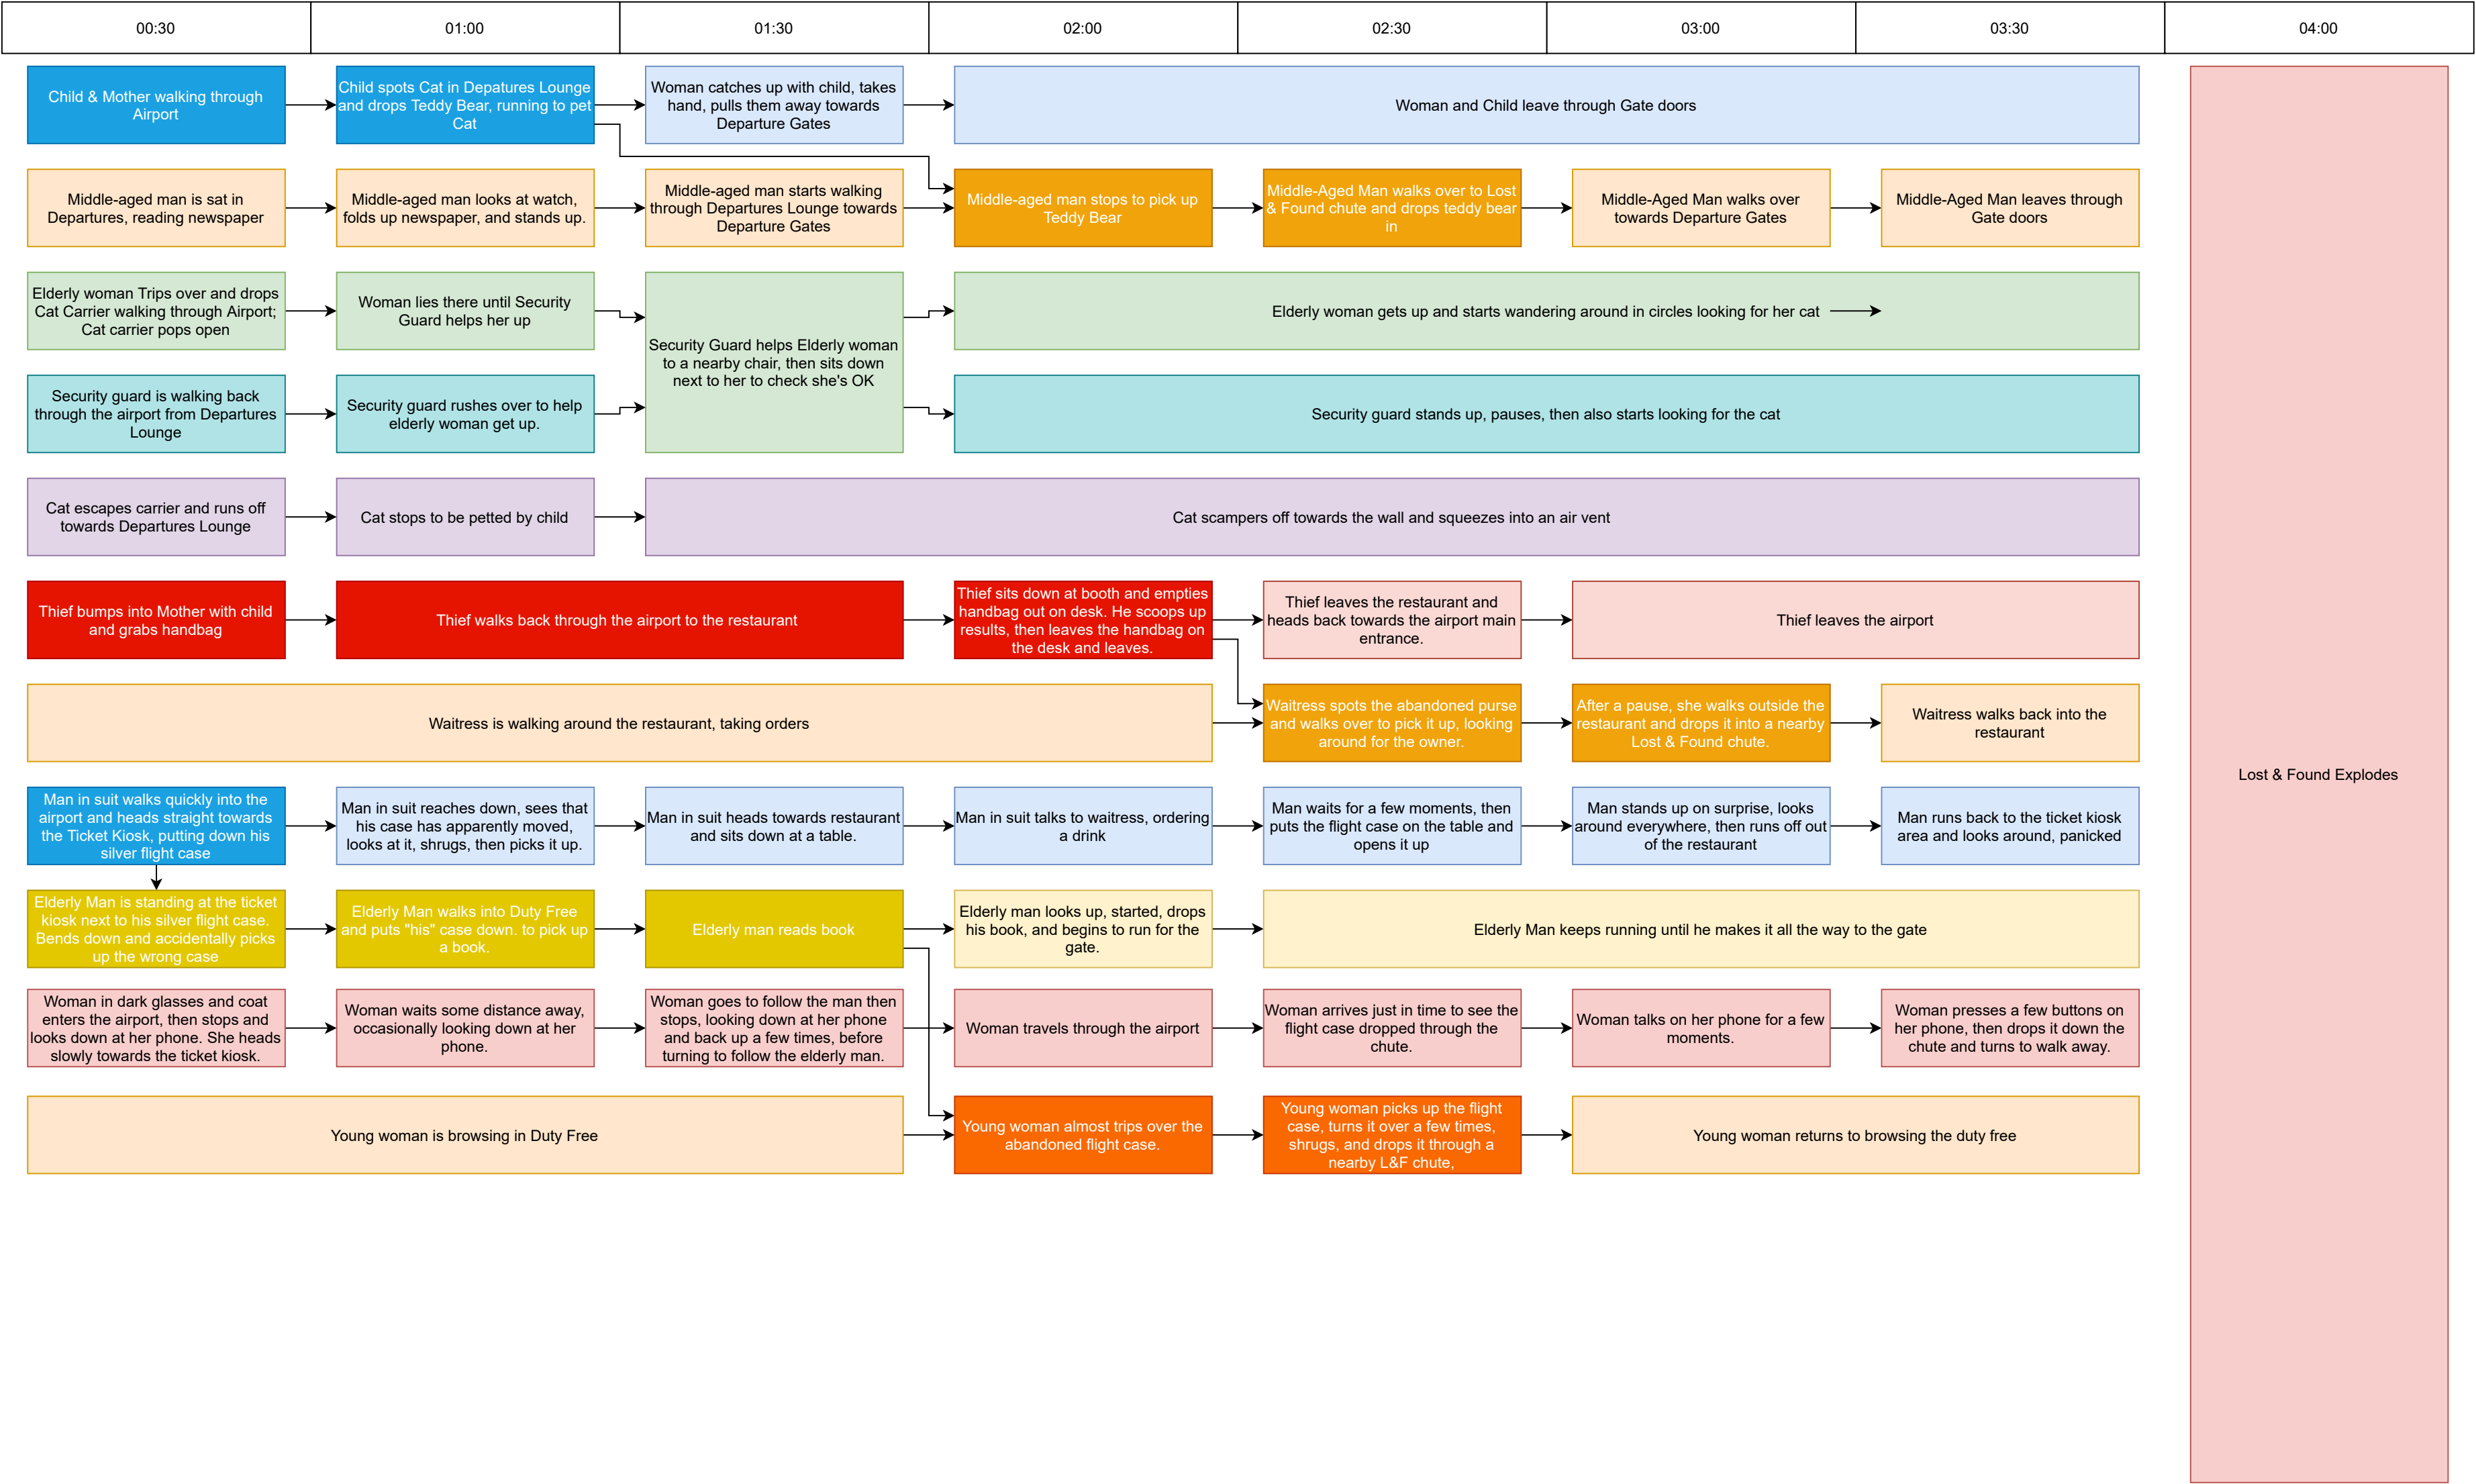 00:30
01:00
01:30
02:00
02:30
03:00
03:30
04:00
Child & Mother walking through
Airport
Child spots Cat in Depatures Lounge
and drops Teddy Bear, running to pet
Cat
Woman catches up with child, takes
hand, pulls them away towards
Departure Gates
Woman and Child leave through Gate doors
Middle-aged man is sat in
Departures, reading newspaper
Middle-aged man looks at watch,
folds up newspaper, and stands up.
Middle-aged man starts walking
through Departures Lounge towards
Departure Gates
Middle-aged man stops to pick up
Teddy Bear
Middle-Aged Man walks over to Lost
& Found chute and drops teddy bear
in
Middle-Aged Man walks over
towards Departure Gates
Middle-Aged Man leaves through
Gate doors
Elderly woman Trips over and drops
Cat Carrier walking through Airport;
Cat carrier pops open
Woman lies there until Security
Guard helps her up
Security Guard helps Elderly woman
to a nearby chair, then sits down
next to her to check she's OK
Elderly woman gets up and starts wandering around in circles looking for her cat
Security guard is walking back
through the airport from Departures
Lounge
Security guard rushes over to help
elderly woman get up.
Security guard stands up, pauses, then also starts looking for the cat
Cat escapes carrier and runs off
towards Departures Lounge
Cat stops to be petted by child
Cat scampers off towards the wall and squeezes into an air vent
Thief bumps into Mother with child
and grabs handbag
Thief walks back through the airport to the restaurant
Thief sits down at booth and empties
handbag out on desk. He scoops up
results, then leaves the handbag on
the desk and leaves.
Thief leaves the restaurant and
heads back towards the airport main
entrance.
Thief leaves the airport
Waitress is walking around the restaurant, taking orders
Waitress spots the abandoned purse
and walks over to pick it up, looking
around for the owner.
After a pause, she walks outside the
restaurant and drops it into a nearby
Lost & Found chute.
Waitress walks back into the
restaurant
Lost & Found Explodes
Man in suit walks quickly into the
airport and heads straight towards
the Ticket Kiosk, putting down his
silver flight case
Man in suit reaches down, sees that
his case has apparently moved,
looks at it, shrugs, then picks it up.
Man in suit heads towards restaurant
and sits down at a table.
Man in suit talks to waitress, ordering
a drink
Man waits for a few moments, then
puts the flight case on the table and
opens it up
Man stands up on surprise, looks
around everywhere, then runs off out
of the restaurant
Man runs back to the ticket kiosk
area and looks around, panicked
Elderly Man is standing at the ticket
kiosk next to his silver flight case.
Bends down and accidentally picks
up the wrong case
Elderly Man walks into Duty Free
and puts "his" case down. to pick up
a book.
Elderly man reads book
Elderly man looks up, started, drops
his book, and begins to run for the
gate.
Elderly Man keeps running until he makes it all the way to the gate
Woman in dark glasses and coat
enters the airport, then stops and
looks down at her phone. She heads
slowly towards the ticket kiosk.
Woman waits some distance away,
occasionally looking down at her
phone.
Woman goes to follow the man then
stops, looking down at her phone
and back up a few times, before
turning to follow the elderly man.
Woman travels through the airport
Woman arrives just in time to see the
flight case dropped through the
chute.
Woman talks on her phone for a few
moments.
Woman presses a few buttons on
her phone, then drops it down the
chute and turns to walk away.
Young woman is browsing in Duty Free
Young woman almost trips over the
abandoned flight case.
Young woman picks up the flight
case, turns it over a few times,
shrugs, and drops it through a
nearby L&F chute,
Young woman returns to browsing the duty free